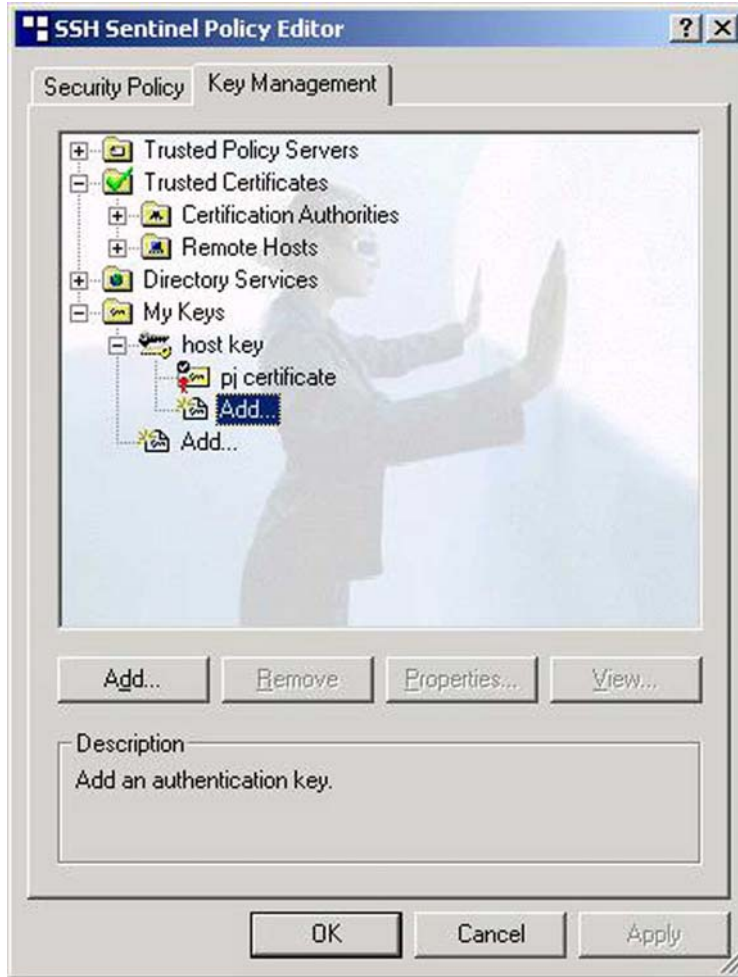 SSH Sentinel Policy Editor
Security Policy
Key Management
Trusted Policy Servers
Trusted Certificates
Certification Authorities
Remote Hosts
Directory Services
My Keys
host key
pj certificate
Add...
Add...
Add... Remove Properties... View...
Description
Add an authentication key.
OK Cancel Apply